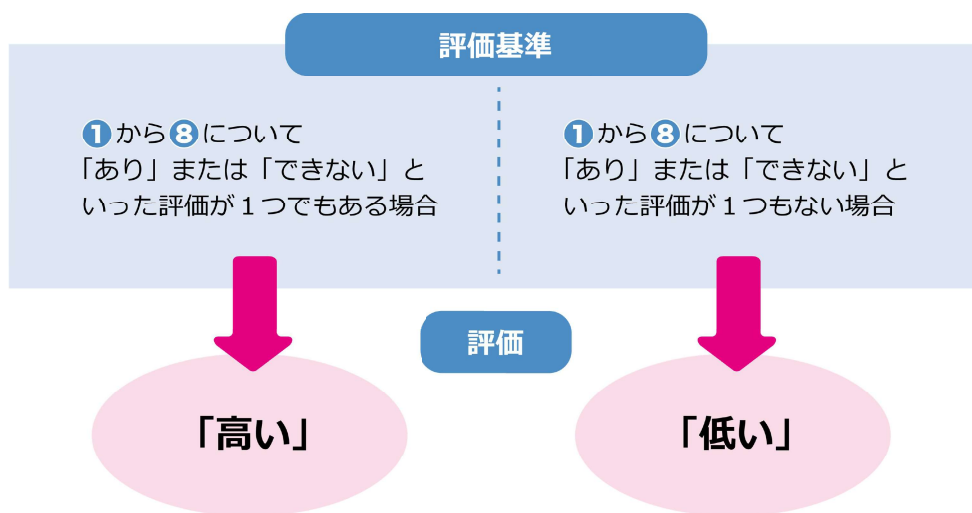 評価基準
❶から❽について
「あり」または「できない」と
いった評価が1つでもある場合
❶から❽について
「あり」または「できない」と
いった評価が1つもない場合
評価
「高い」
「低い」